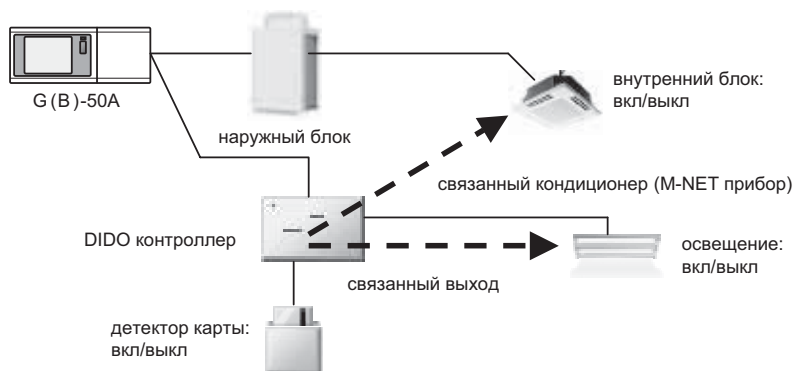 G(B)-50A
наружный блок
внутренний блок:
вкл/выкл
связанный кондиционер (M-NET прибор)
DIDO контроллер
освещение:
вкл/выкл
связанный выход
детектор карты:
вкл/выкл